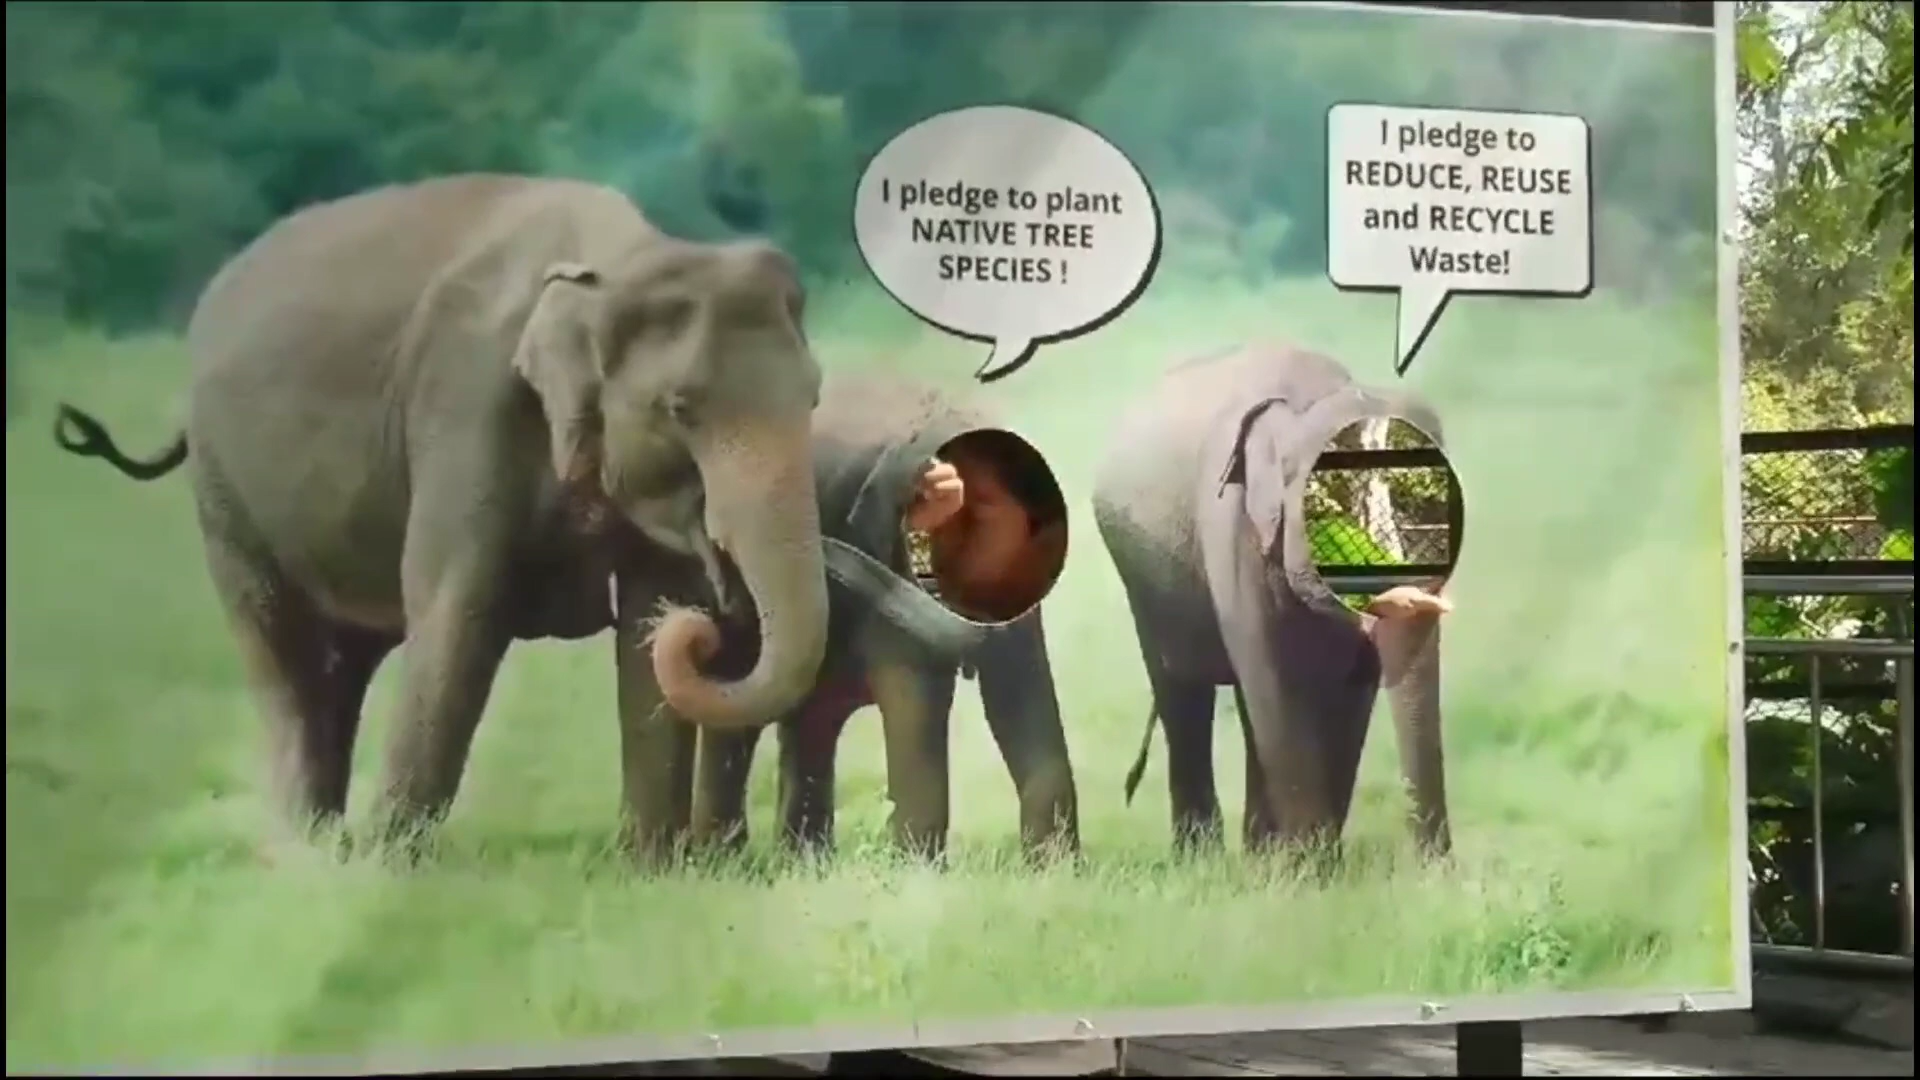 I pledge to plant
NATIVE TREE
SPECIES !
I pledge to
REDUCE, REUSE
and RECYCLE
Waste!